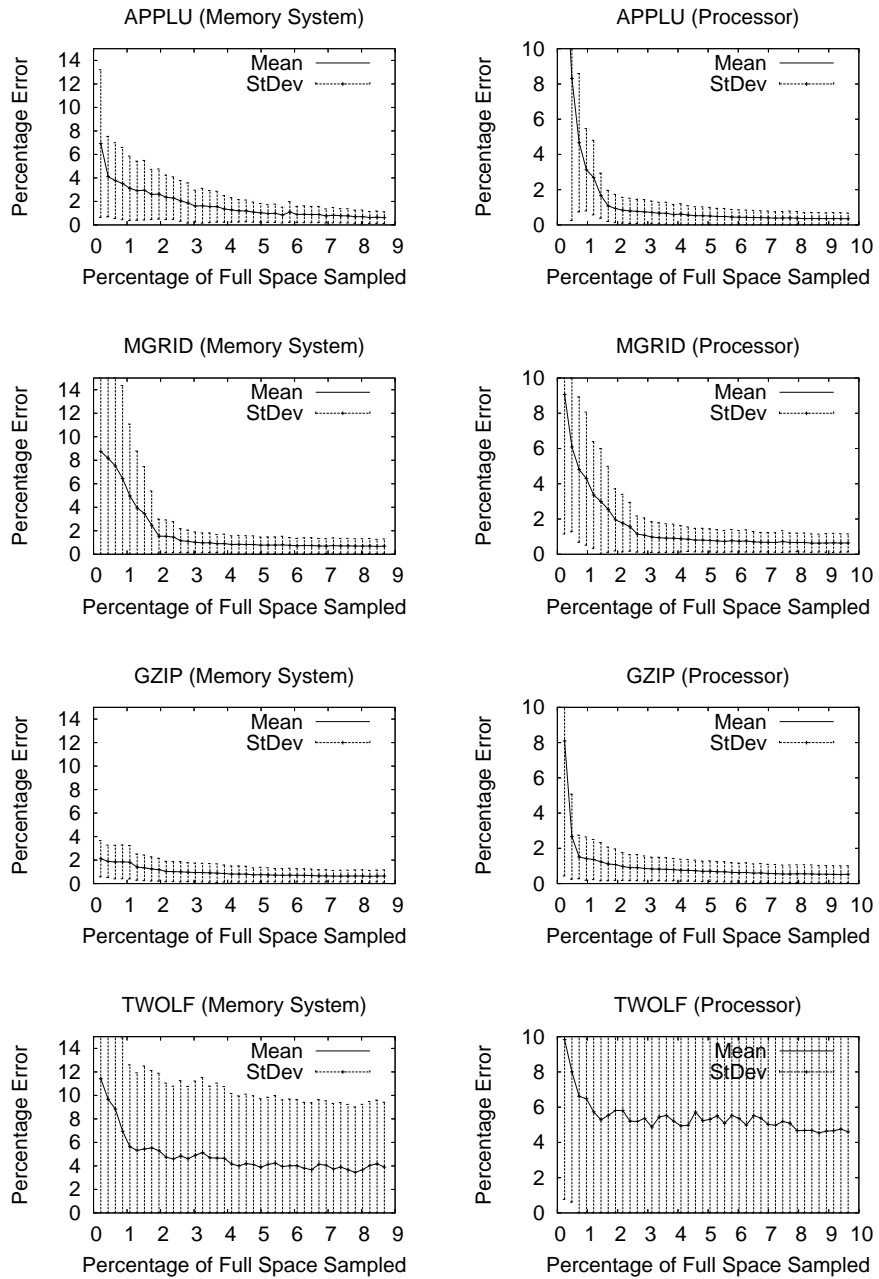 APPLU (Memory System)
Percentage Error
14
12
10
8
6
4
2
0
Mean
StDev
0 1 2 3 4 5 6 7 8 9
Percentage of Full Space Sampled
APPLU (Processor)
Percentage Error
10
8
6
4
2
0
Mean
StDev
0 1 2 3 4 5 6 7 8 9 10
Percentage of Full Space Sampled
MGRID (Memory System)
Percentage Error
14
12
10
8
6
4
2
0
Mean
StDev
0 1 2 3 4 5 6 7 8 9
Percentage of Full Space Sampled
MGRID (Processor)
Percentage Error
10
8
6
4
2
0
Mean
StDev
0 1 2 3 4 5 6 7 8 9 10
Percentage of Full Space Sampled
GZIP (Memory System)
Percentage Error
14
12
10
8
6
4
2
0
Mean
StDev
0 1 2 3 4 5 6 7 8 9
Percentage of Full Space Sampled
GZIP (Processor)
Percentage Error
10
8
6
4
2
0
Mean
StDev
0 1 2 3 4 5 6 7 8 9 10
Percentage of Full Space Sampled
TWOLF (Memory System)
Percentage Error
14
12
10
8
6
4
2
0
Mean
StDev
0 1 2 3 4 5 6 7 8 9
Percentage of Full Space Sampled
TWOLF (Processor)
Percentage Error
10
8
6
4
2
0
Mean
StDev
0 1 2 3 4 5 6 7 8 9 10
Percentage of Full Space Sampled